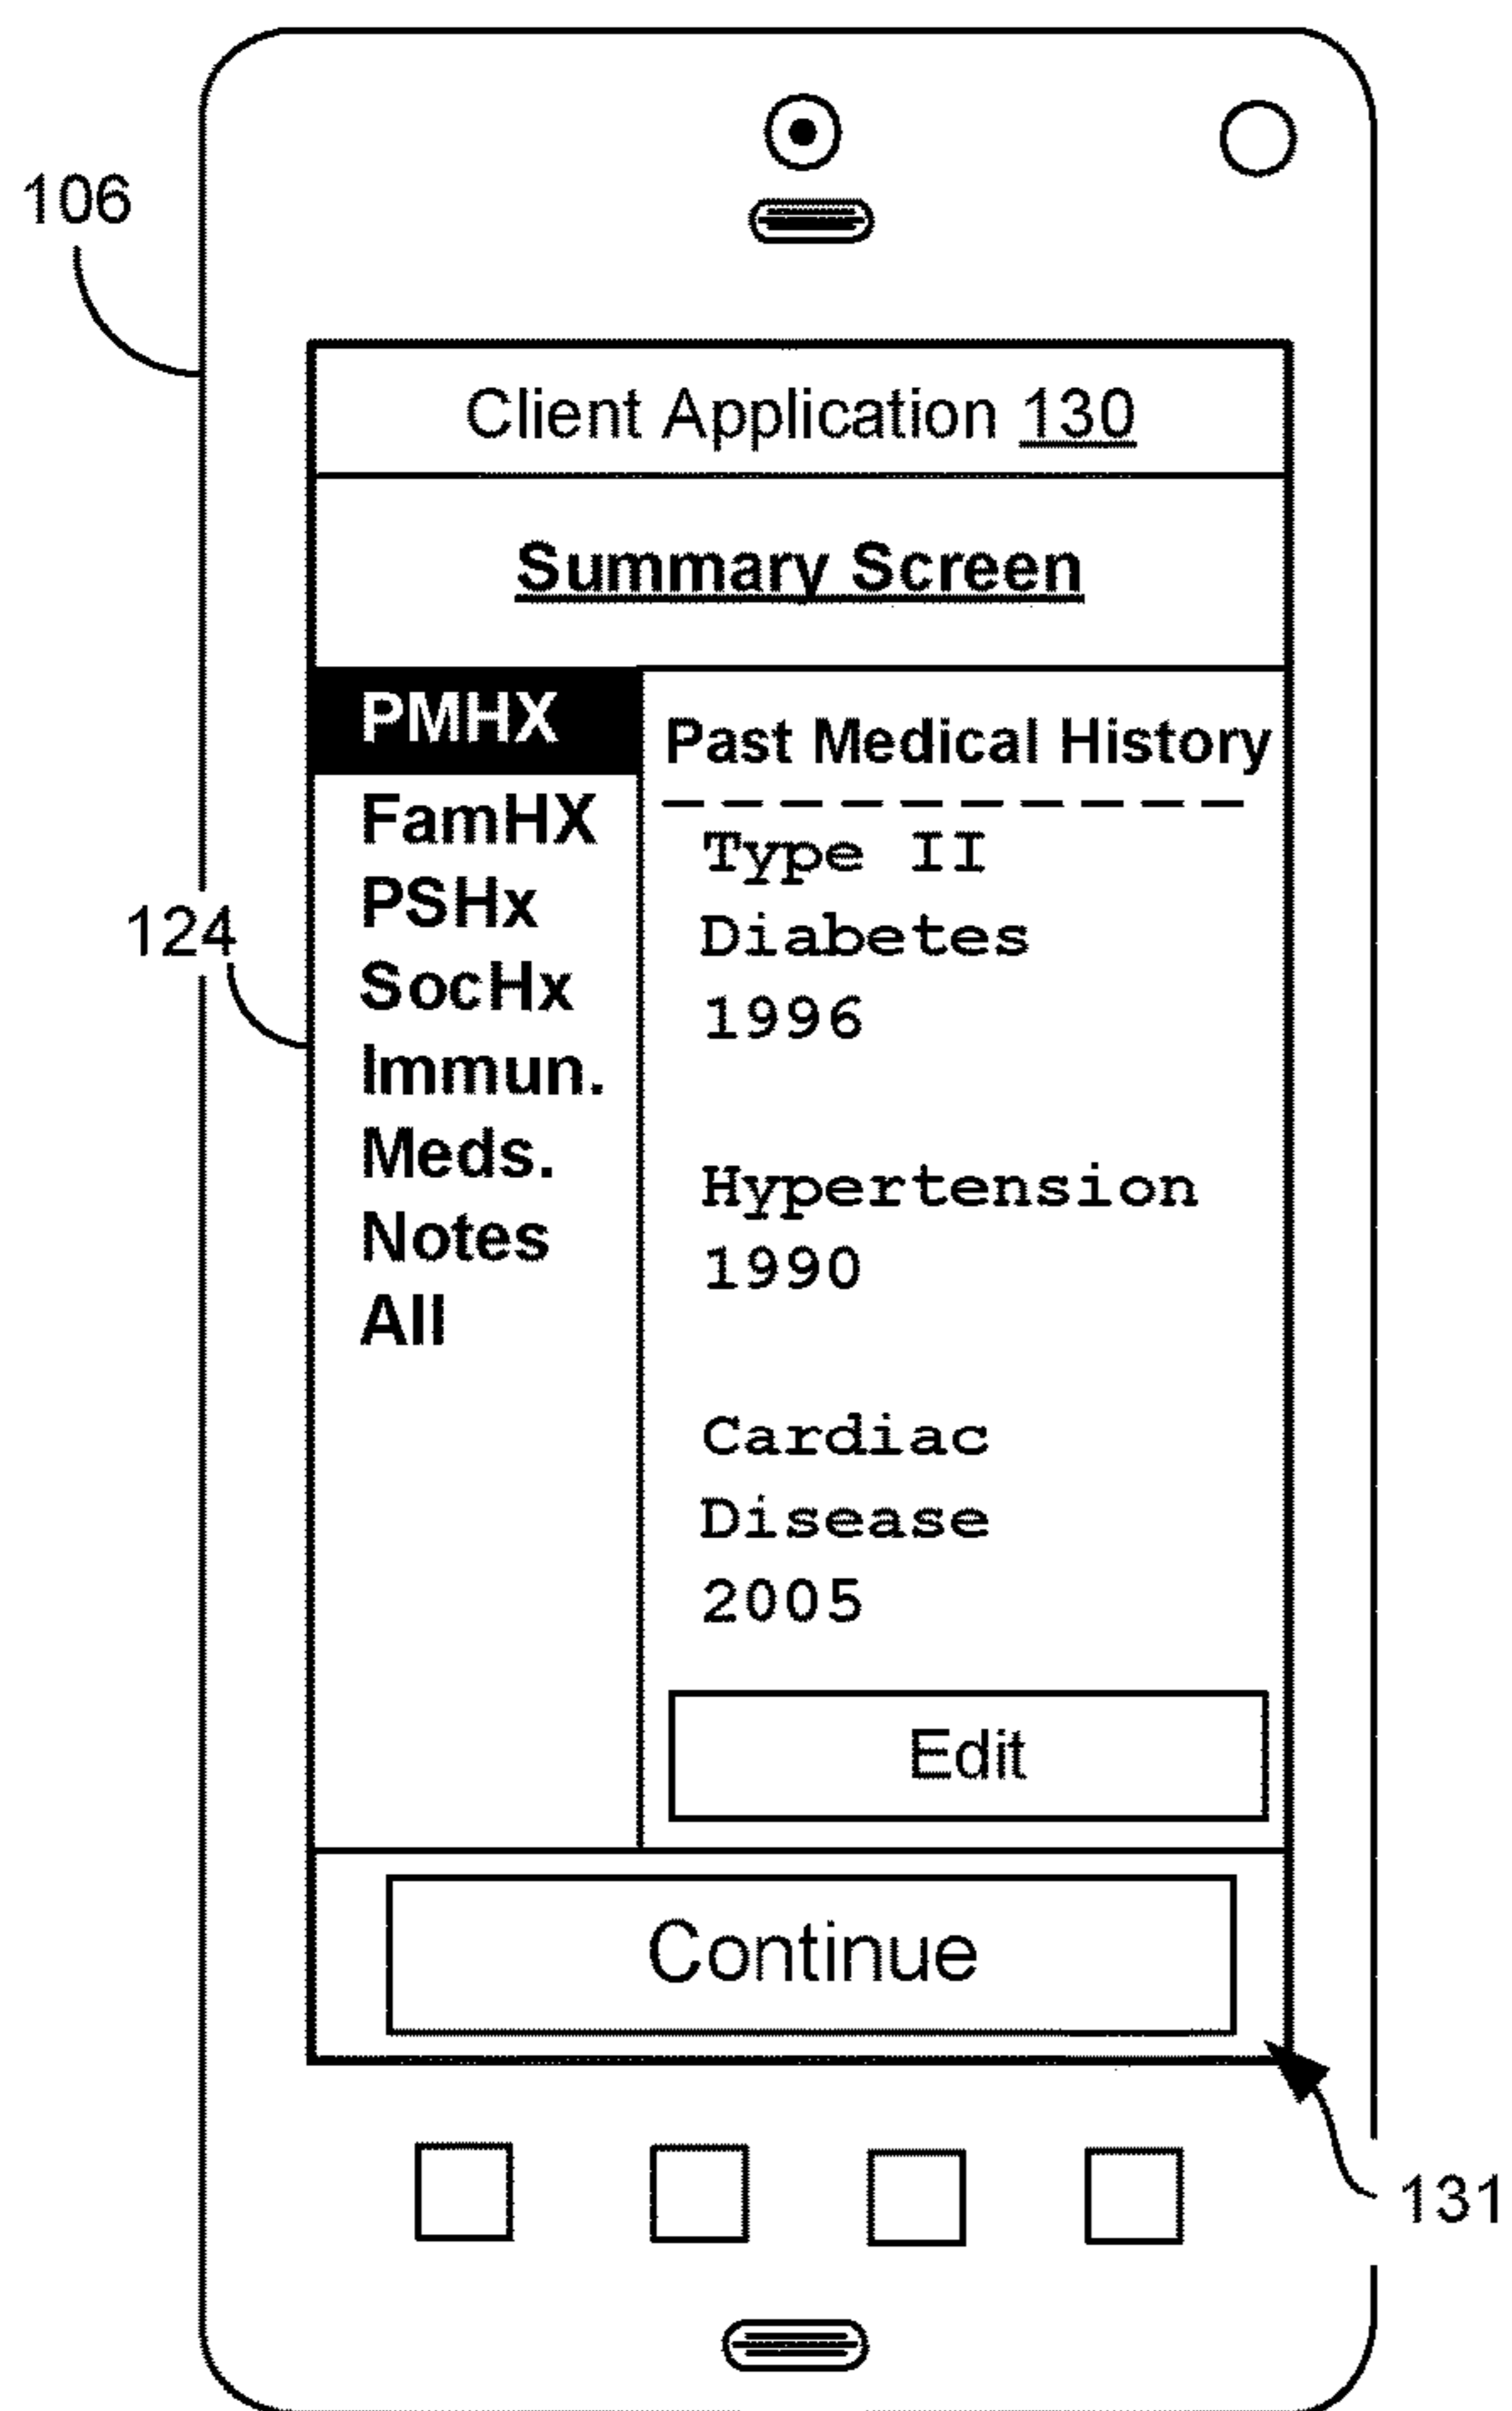 106
Client Application 130
Summary Screen
PMHX
FamHX
PSHx
SocHx
Immun.
Meds.
Notes
All
124
Past Medical History
Type II
Diabetes
1996
Hypertension
1990
Cardiac
Disease
2005
Edit
Continue
131